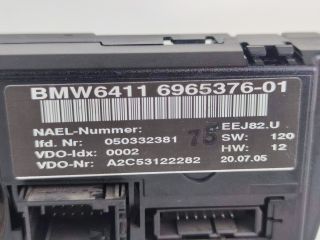 BMW6411 6965376-01
NAEL-Nummer: 75 EEJ82.U
lfd. Nr: 050332381 SW: 120
VDO-Idx: 0002 HW: 12
VDO-Nr: A2C53122282 20.07.05